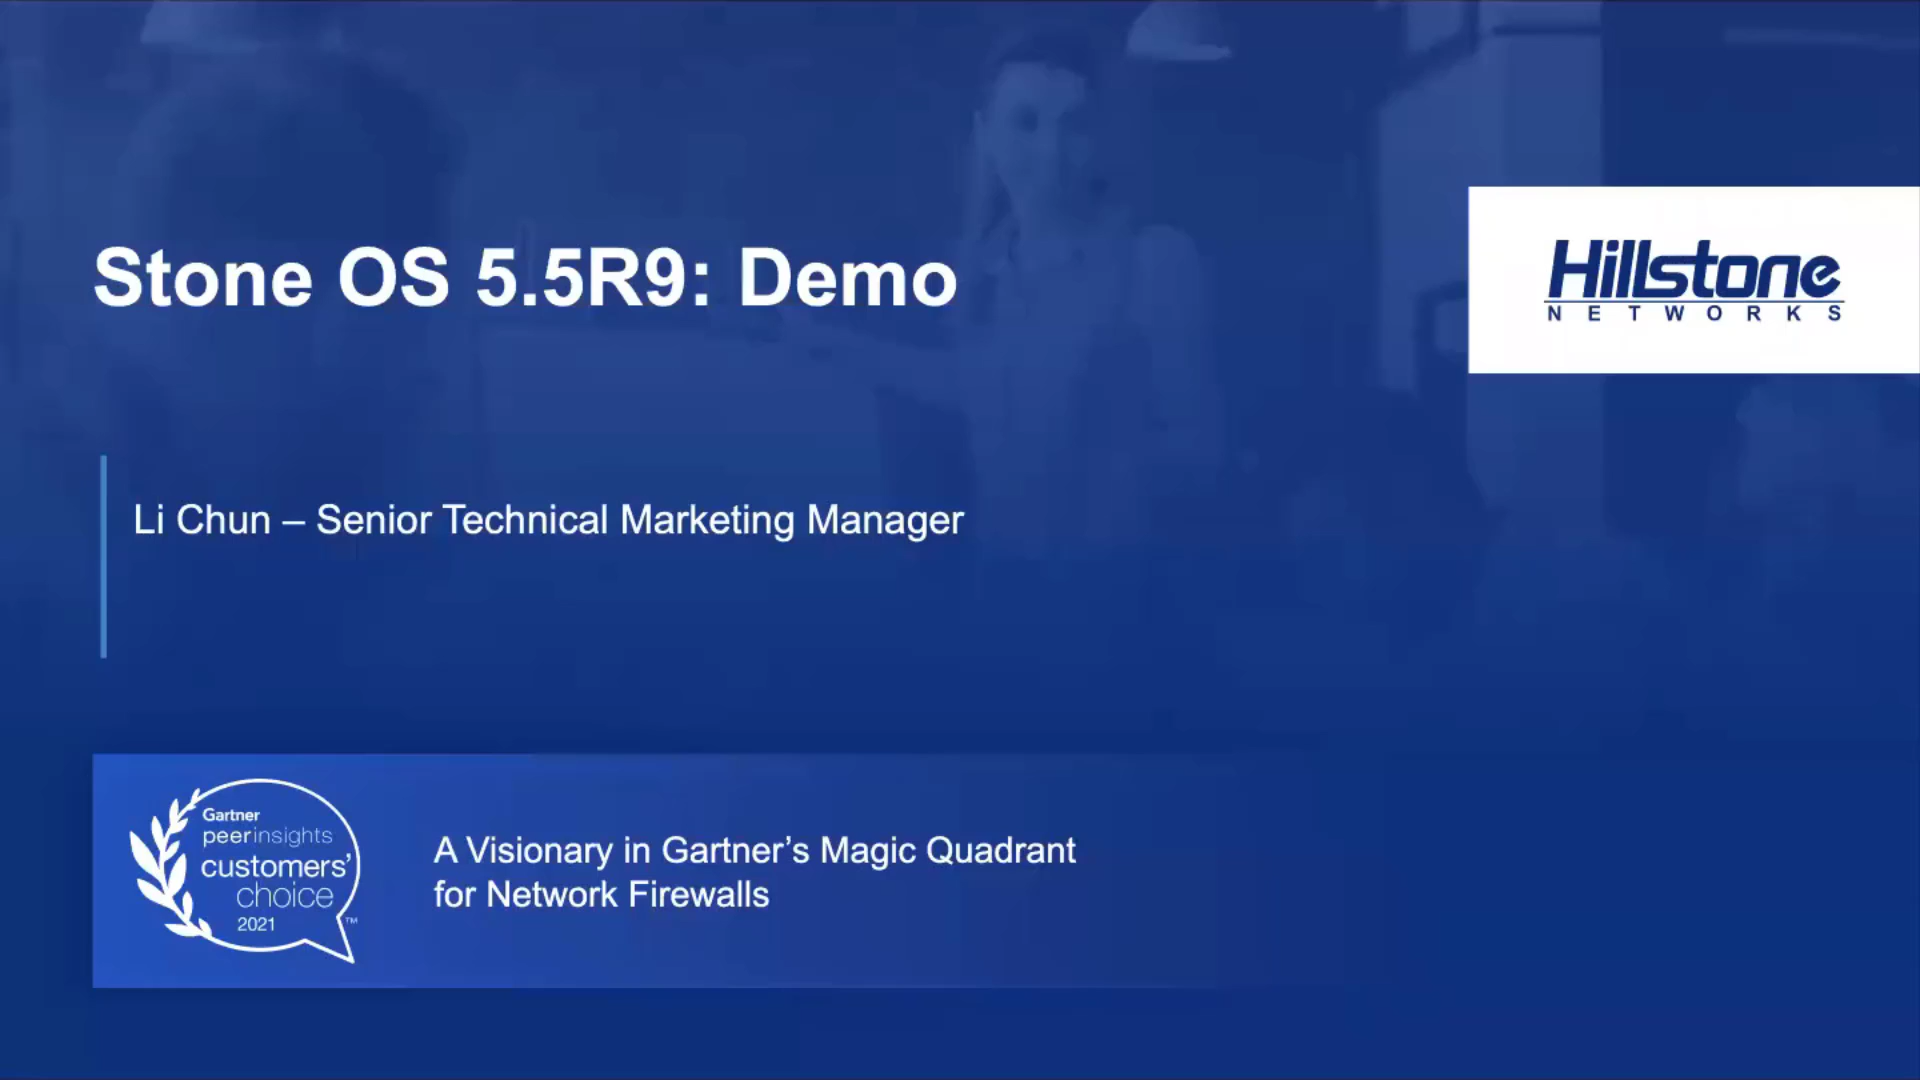 Stone OS 5.5R9: Demo
Hillstone
NETWORKS
Li Chun – Senior Technical Marketing Manager
Gartner
peerinsights
customers’
choice
2021
™
A Visionary in Gartner’s Magic Quadrant
for Network Firewalls